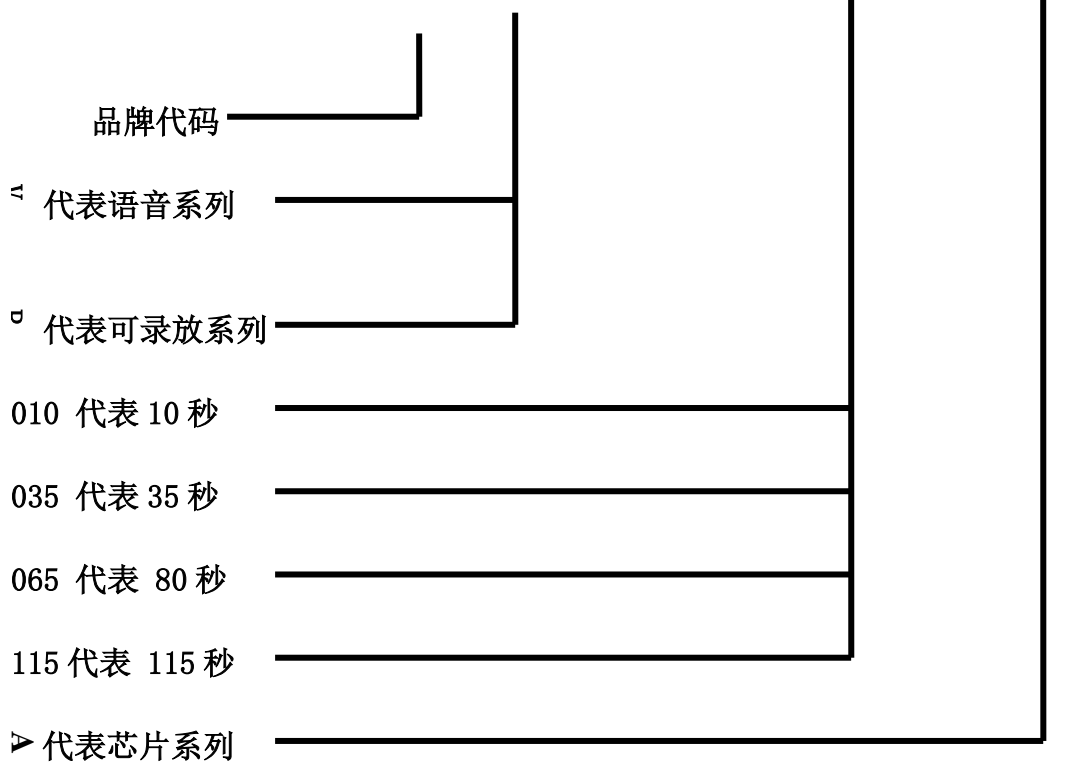 品牌代码
V 代表语音系列
代表可录放系列
010 代表 10 秒
035 代表 35 秒
065 代表 80 秒
115 代表 115 秒
A 代表芯片系列